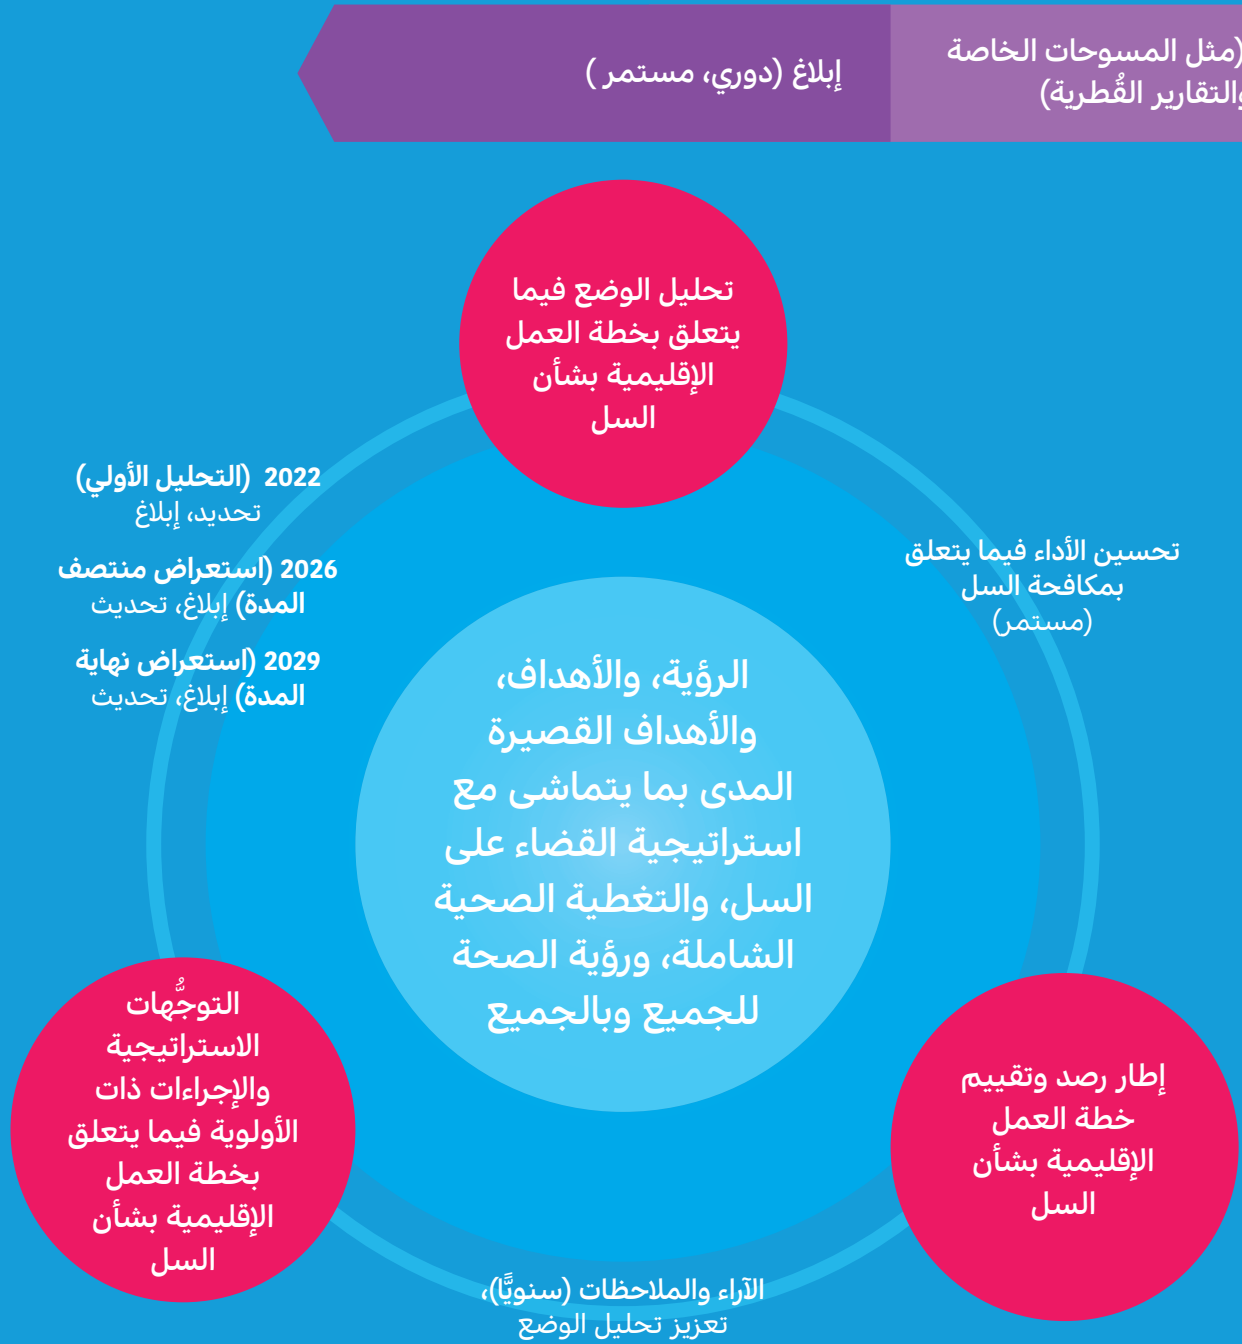 (مثل المسوحات الخاصة
والتقارير القُطرية)
إبلاغ (دوري، مستمر )
تحليل الوضع فيما
يتعلق بخطة العمل
الإقليمية بشأن
السل
2022 (التحليل الأولي)
تحديد، إبلاغ
2026 (استعراض منتصف
المدة) إبلاغ، تحديث
2029 (استعراض نهاية
المدة) إبلاغ، تحديث
تحسين الأداء فيما يتعلق
بمكافحة السل
(مستمر)
الرؤية، والأهداف،
والأهداف القصيرة
المدى بما يتماشى مع
استراتيجية القضاء على
السل، والتغطية الصحية
الشاملة، ورؤية الصحة
للجميع وبالجميع
إطار رصد وتقييم
خطة العمل
الإقليمية بشأن
السل
التوجُّهات
الاستراتيجية
والإجراءات ذات
الأولوية فيما يتعلق
بخطة العمل
الإقليمية بشأن
السل
الآراء والملاحظات (سنويًّا)،
تعزيز تحليل الوضع